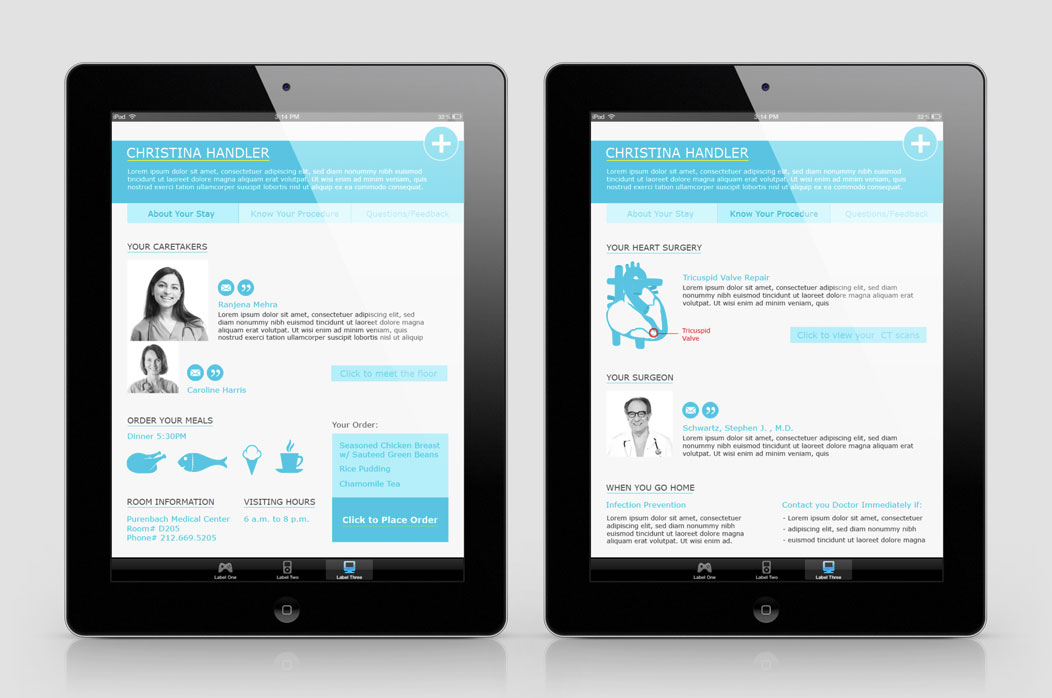 iPad 3:14 PM 32%
CHRISTINA HANDLER
Lorem ipsum dolor sit amet, consectetuer adipiscing elit, sed diam nonummy nibh euismod
tincidunt ut laoreet dolore magna aliquam erat volutpat. Ut wisi enim ad minim veniam, quis
nostrud exerci tation ullamcorper suscipit lobortis nisl ut aliquip ex ea commodo consequat.
About Your Stay Know Your Procedure Questions/Feedback
YOUR CARETAKERS
Ranjena Mehra
Lorem ipsum dolor sit amet, consectetuer adipiscing elit, sed
diam nonummy nibh euismod tincidunt ut laoreet dolore magna
aliquam erat volutpat. Ut wisi enim ad minim veniam, quis
nostrud exerci tation ullamcorper suscipit lobortis nisl ut aliquip
Caroline Harris
Click to meet the floor
ORDER YOUR MEALS
Dinner 5:30PM
Your Order:
Seasoned Chicken Breast
w/ Sauteed Green Beans
Rice Pudding
Chamomile Tea
Click to Place Order
ROOM INFORMATION
Purenbach Medical Center
Room# D205
Phone# 212.669.5205
VISITING HOURS
6 a.m. to 8 p.m.
Label One Label Two Label Three
iPad 3:14 PM 32%
CHRISTINA HANDLER
Lorem ipsum dolor sit amet, consectetuer adipiscing elit, sed diam nonummy nibh euismod
tincidunt ut laoreet dolore magna aliquam erat volutpat. Ut wisi enim ad minim veniam, quis
nostrud exerci tation ullamcorper suscipit lobortis nisl ut aliquip ex ea commodo consequat.
About Your Stay Know Your Procedure Questions/Feedback
YOUR HEART SURGERY
Tricuspid Valve Repair
Lorem ipsum dolor sit amet, consectetuer adipiscing elit, sed diam
nonummy nibh euismod tincidunt ut laoreet dolore magna aliquam erat
volutpat. Ut wisi enim ad minim veniam, quis
Tricuspid
Valve
Click to view your CT scans
YOUR SURGEON
Schwartz, Stephen J. , M.D.
Lorem ipsum dolor sit amet, consectetuer adipiscing elit, sed diam
nonummy nibh euismod tincidunt ut laoreet dolore magna aliquam erat
volutpat. Ut wisi enim ad minim veniam, quis
WHEN YOU GO HOME
Infection Prevention
Lorem ipsum dolor sit amet, consectetuer
adipiscing elit, sed diam nonummy nibh euismod
tincidunt ut laoreet dolore magna aliquam erat
volutpat. Ut wisi enim ad.
Contact you Doctor Immediately if:
- Lorem ipsum dolor sit amet, consectetuer
- adipiscing elit, sed diam nonummy nibh
- euismod tincidunt ut laoreet dolore magna
Label One Label Two Label Three